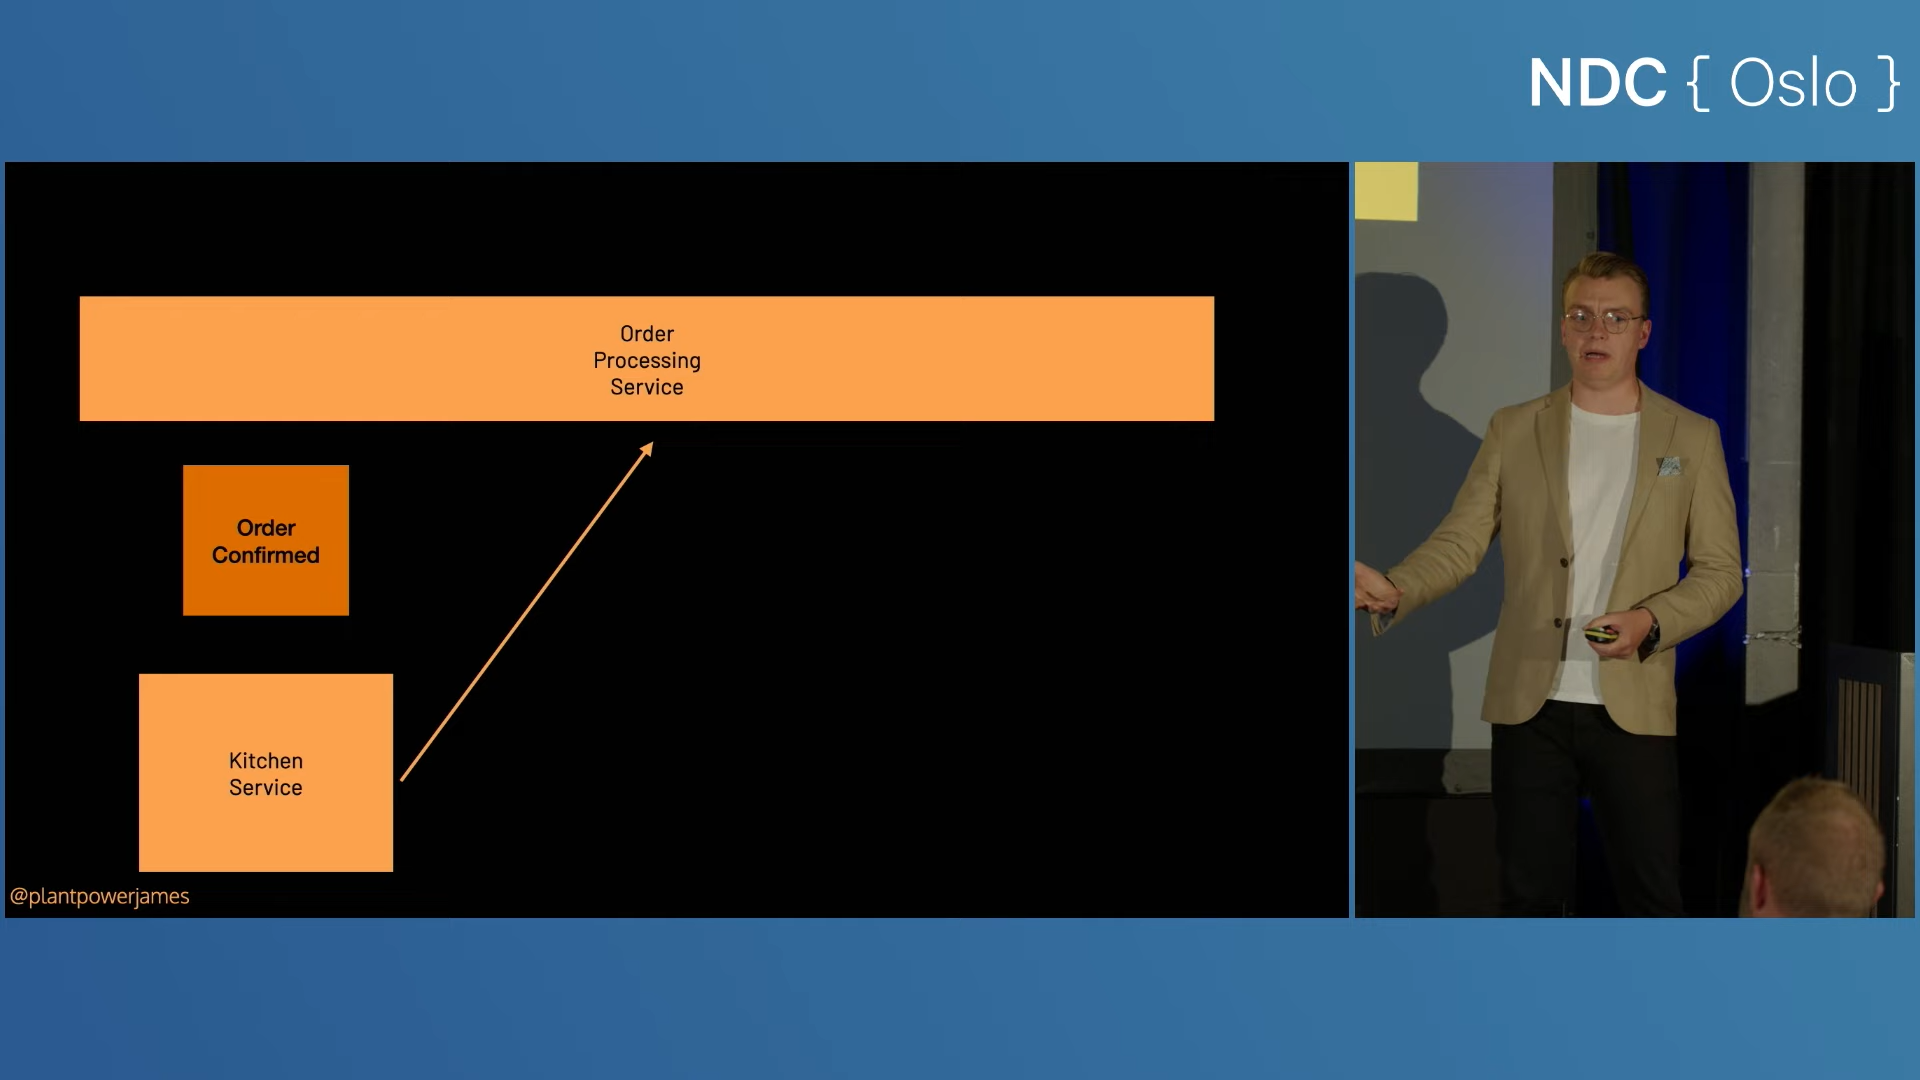 NDC { Oslo }
Order
Processing
Service
Order
Confirmed
Kitchen
Service
@plantpowerjames